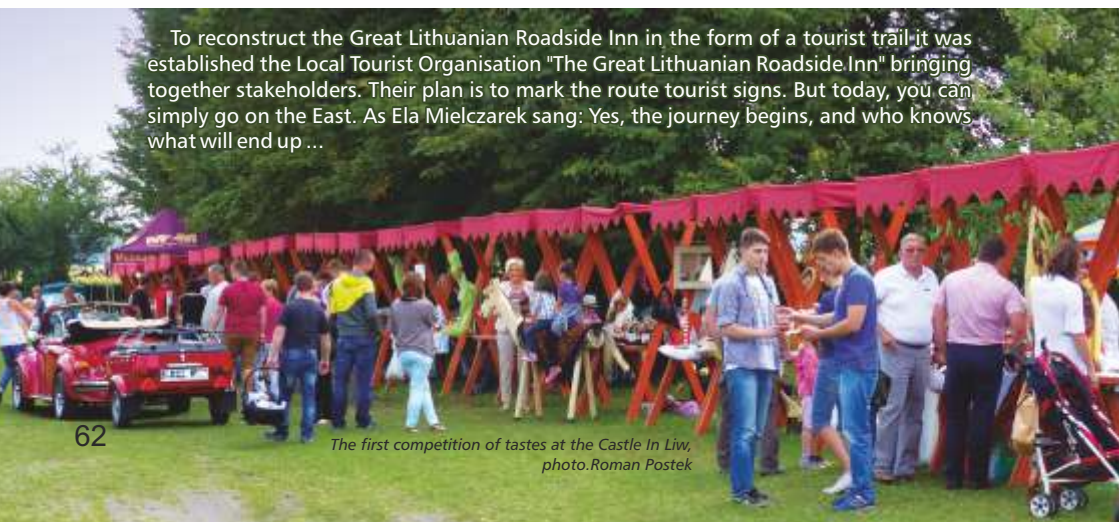 To reconstruct the Great Lithuanian Roadside Inn in the form of a tourist trail it was
established the Local Tourist Organisation "The Great Lithuanian Roadside Inn" bringing
together stakeholders. Their plan is to mark the route tourist signs. But today, you can
simply go on the East. As Ela Mielczarek sang: Yes, the journey begins, and who knows
what will end up ...
62
The first competition of tastes at the Castle In Liw,
photo.Roman Postek